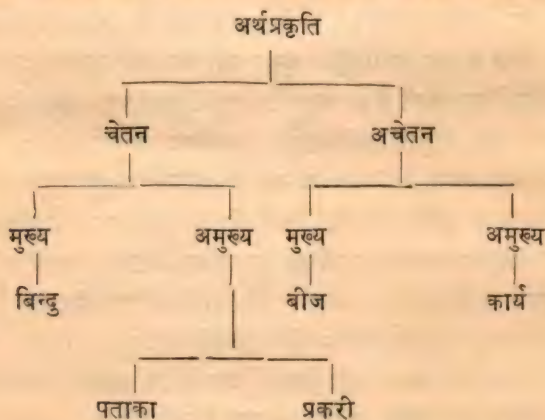 अर्थप्रकृति
चेतन अचेतन
मुख्य अमुख्य मुख्य अमुख्य
बिन्दु बीज कार्य
पताका प्रकरी